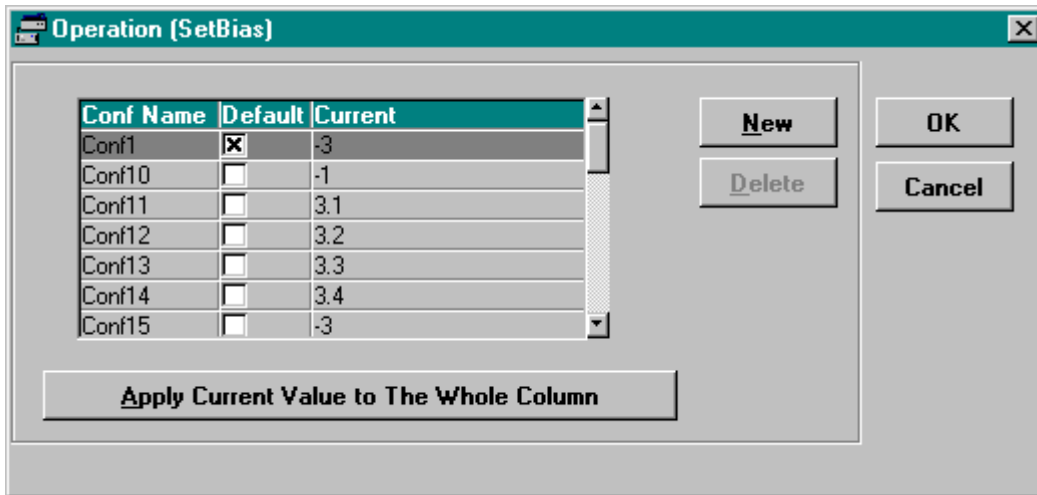 Operation (SetBias)
Conf Name Default Current
Conf1 -3
Conf10 -1
Conf11 3.1
Conf12 3.2
Conf13 3.3
Conf14 3.4
Conf15 -3
New
Delete
OK
Cancel
Apply Current Value to The Whole Column